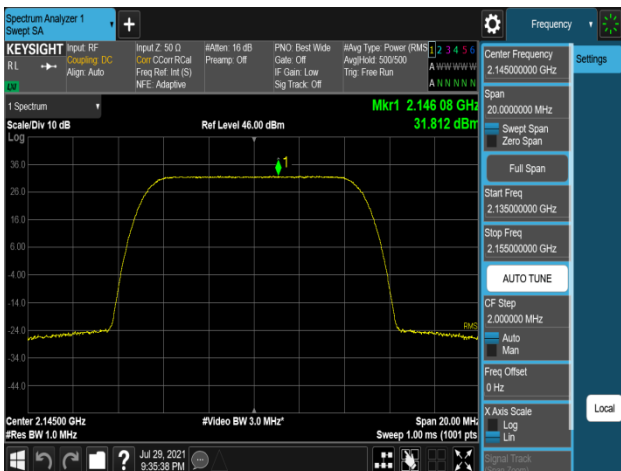 Spectrum Analyzer 1
Swept SA
Frequency
KEYSIGHT
RL
Input: RF
Coupling: DC
Align: Auto
Input Z: 50 Ω
Corr CCorr RCal
Freq Ref: Int (S)
NFE: Adaptive
#Atten: 16 dB
Preamp: Off
PNO: Best Wide
Gate: Off
IF Gain: Low
Sig Track: Off
#Avg Type: Power (RMS
Avg|Hold: 500/500
Trig: Free Run
1 2 3 4 5 6
A W W W W W
A N N N N N
LW
1 Spectrum
Scale/Div 10 dB
Log
Ref Level 46.00 dBm
Mkr1 2.146 08 GHz
31.812 dBm
36.0
26.0
16.0
6.00
-4.00
-14.0
-24.0
-34.0
-44.0
1
RMS
Center 2.14500 GHz
#Res BW 1.0 MHz
#Video BW 3.0 MHz*
Span 20.00 MHz
Sweep 1.00 ms (1001 pts
Jul 29, 2021
9:35:38 PM
Center Frequency
2.145000000 GHz
Settings
Span
20.0000000 MHz
Swept Span
Zero Span
Full Span
Start Freq
2.135000000 GHz
Stop Freq
2.155000000 GHz
AUTO TUNE
CF Step
2.000000 MHz
Auto
Man
Freq Offset
0 Hz
X Axis Scale
Log
Lin
Local
Signal Track